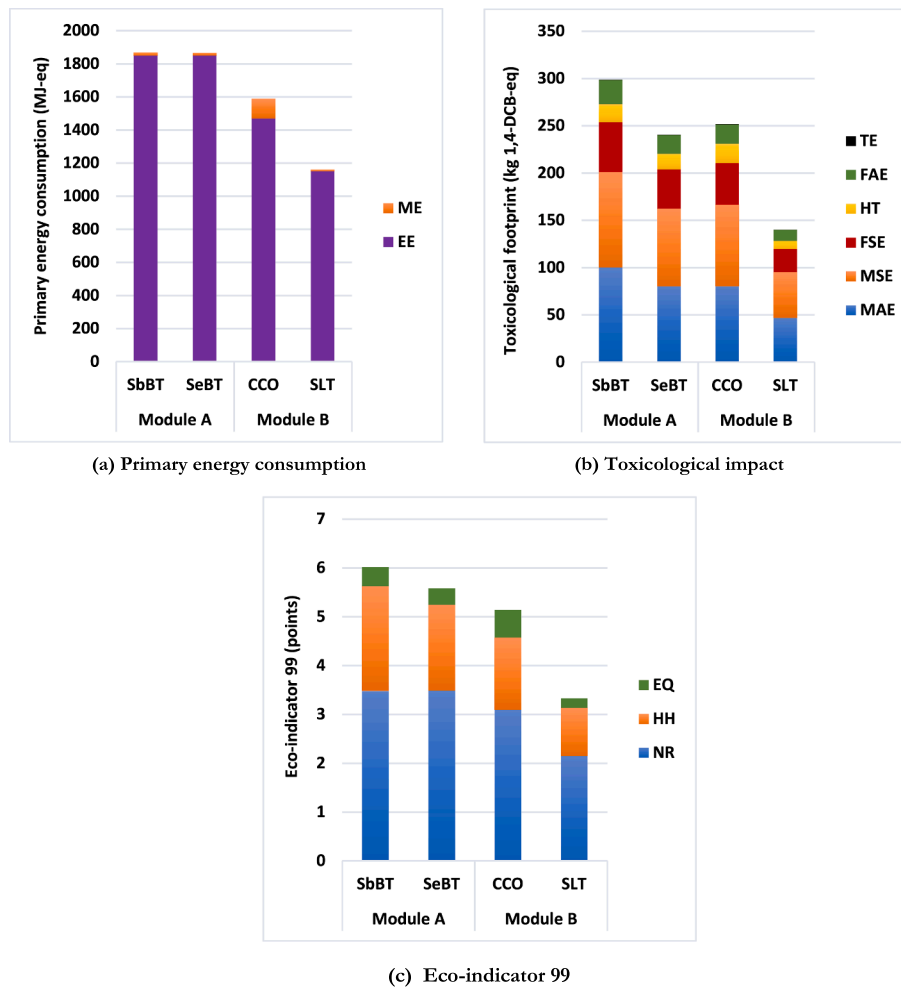 Primary energy consumption (MJ-eq)
2000
1800
1600
1400
1200
1000
800
600
400
200
0
SbBT SeBT CCO SLT
Module A Module B
ME
EE
(a) Primary energy consumption
Toxicological footprint (kg 1,4-DCB-eq)
350
300
250
200
150
100
50
0
SbBT SeBT CCO SLT
Module A Module B
TE
FAE
HT
FSE
MSE
MAE
(b) Toxicological impact
Eco-indicator 99 (points)
7
6
5
4
3
2
1
0
SbBT SeBT CCO SLT
Module A Module B
EQ
HH
NR
(c) Eco-indicator 99